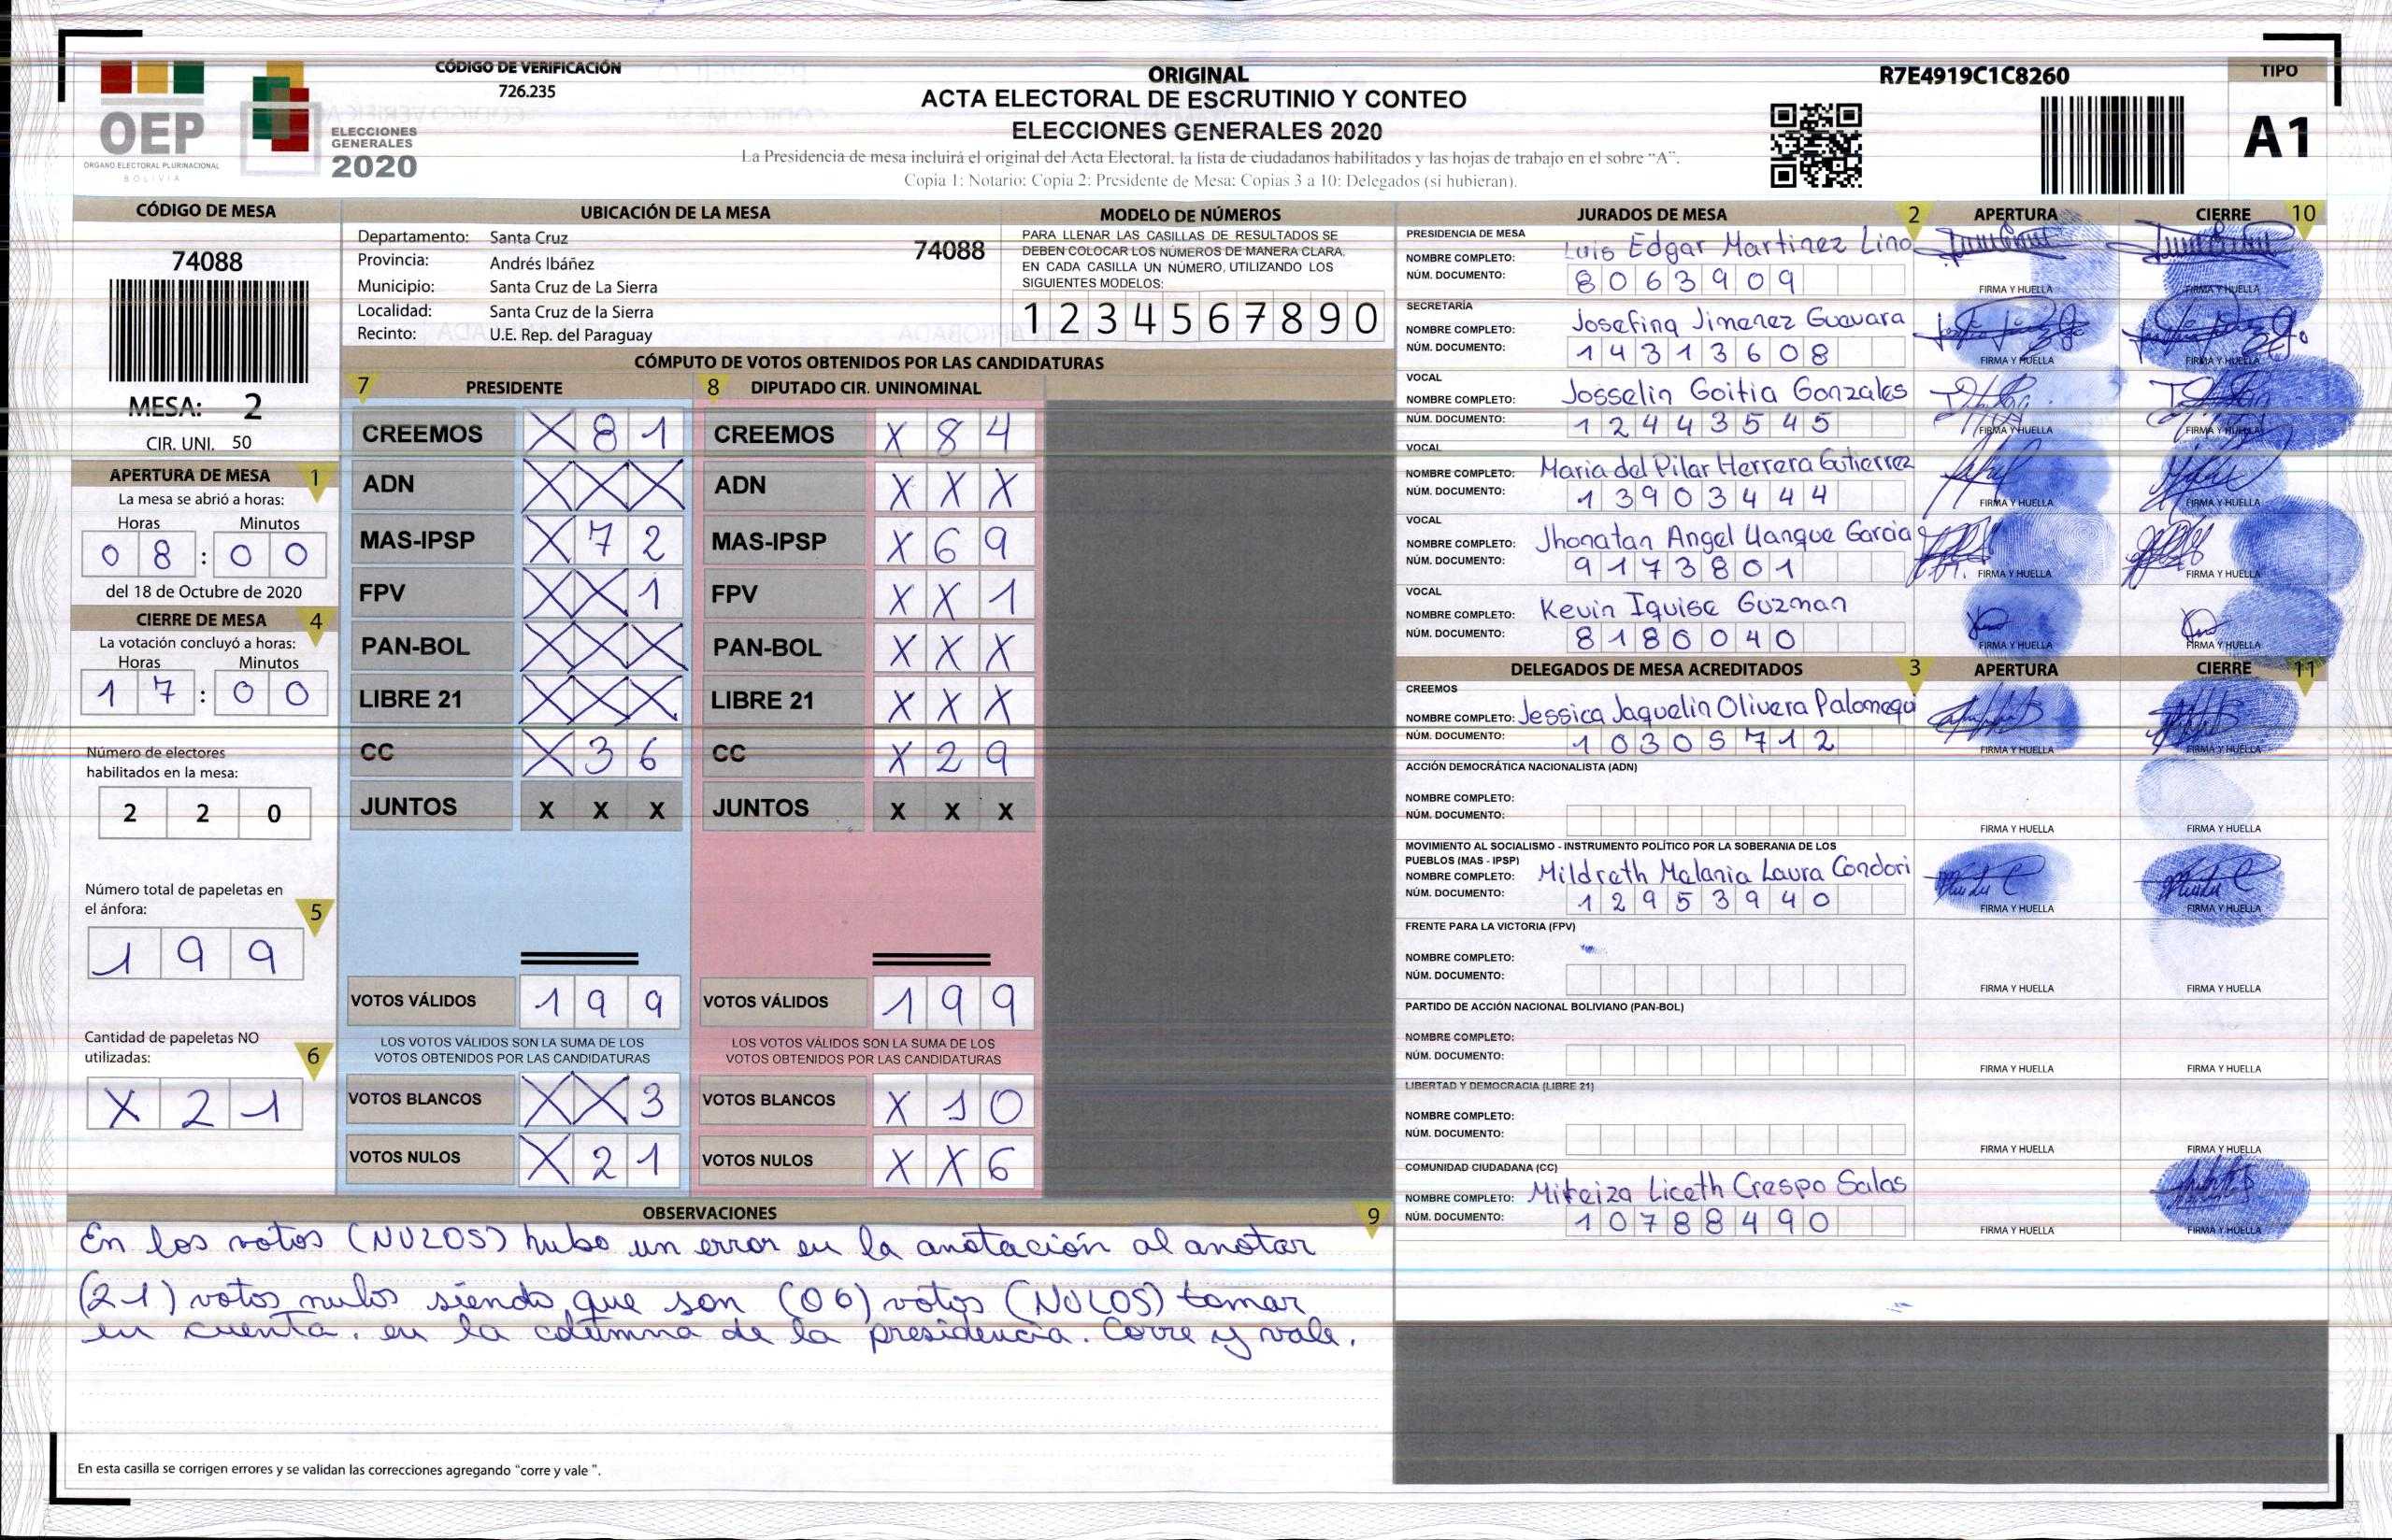 CÓDIGO DE VERIFICACIÓN
726.235
OEP
ÓRGANO ELECTORAL PLURINACIONAL
BOLIVIA
ELECCIONES
GENERALES
2020
ORIGINAL
ACTA ELECTORAL DE ESCRUTINIO Y CONTEO
ELECCIONES GENERALES 2020
La Presidencia de mesa incluirá el original del Acta Electoral, la lista de ciudadanos habilitados y las hojas de trabajo en el sobre "A".
Copia 1: Notario; Copia 2: Presidente de Mesa; Copias 3 a 10: Delegados (si hubieran).
R7E4919C1C8260
TIPO
A1
CÓDIGO DE MESA
74088
MESA: 2
CIR. UNI. 50
APERTURA DE MESA 1
La mesa se abrió a horas:
Horas Minutos
0 8 : 0 0
del 18 de Octubre de 2020
CIERRE DE MESA 4
La votación concluyó a horas:
Horas Minutos
1 7 : 0 0
Número de electores
habilitados en la mesa:
2 2 0
Número total de papeletas en
el ánfora: 5
1 9 9
Cantidad de papeletas NO
utilizadas: 6
X 2 1
UBICACIÓN DE LA MESA
Departamento: Santa Cruz 74088
Provincia: Andrés Ibáñez
Municipio: Santa Cruz de La Sierra
Localidad: Santa Cruz de la Sierra
Recinto: U.E. Rep. del Paraguay
MODELO DE NÚMEROS
PARA LLENAR LAS CASILLAS DE RESULTADOS SE
DEBEN COLOCAR LOS NÚMEROS DE MANERA CLARA,
EN CADA CASILLA UN NÚMERO, UTILIZANDO LOS
SIGUIENTES MODELOS:
1 2 3 4 5 6 7 8 9 0
CÓMPUTO DE VOTOS OBTENIDOS POR LAS CANDIDATURAS
7 PRESIDENTE 8 DIPUTADO CIR. UNINOMINAL
CREEMOS X 8 1 CREEMOS X 8 4
ADN X X X ADN X X X
MAS-IPSP X 7 2 MAS-IPSP X 6 9
FPV X X 1 FPV X X 1
PAN-BOL X X X PAN-BOL X X X
LIBRE 21 X X X LIBRE 21 X X X
CC X 3 6 CC X 2 9
JUNTOS X X X JUNTOS X X X
VOTOS VÁLIDOS 1 9 9 VOTOS VÁLIDOS 1 9 9
LOS VOTOS VÁLIDOS SON LA SUMA DE LOS LOS VOTOS VÁLIDOS SON LA SUMA DE LOS
VOTOS OBTENIDOS POR LAS CANDIDATURAS VOTOS OBTENIDOS POR LAS CANDIDATURAS
VOTOS BLANCOS X X 3 VOTOS BLANCOS X 1 0
VOTOS NULOS X 2 1 VOTOS NULOS X X 6
OBSERVACIONES 9
En los votos (NULOS) hubo un error en la anotación al anotar
(21) votos nulos siendo que son (06) votos (NULOS) tomar
en cuenta. en la columna de la presidencia. Corre y vale.
En esta casilla se corrigen errores y se validan las correcciones agregando "corre y vale ".
JURADOS DE MESA 2 APERTURA CIERRE 10
PRESIDENCIA DE MESA
NOMBRE COMPLETO: Luis Edgar Martinez Lino
NÚM. DOCUMENTO: 8063909 FIRMA Y HUELLA FIRMA Y HUELLA
SECRETARÍA
NOMBRE COMPLETO: Josefina Jimenez Guevara
NÚM. DOCUMENTO: 14313608 FIRMA Y HUELLA FIRMA Y HUELLA
VOCAL
NOMBRE COMPLETO: Josselin Goitia Gonzales
NÚM. DOCUMENTO: 12443545 FIRMA Y HUELLA FIRMA Y HUELLA
VOCAL
NOMBRE COMPLETO: Maria del Pilar Herrera Gutierrez
NÚM. DOCUMENTO: 13903444 FIRMA Y HUELLA FIRMA Y HUELLA
VOCAL
NOMBRE COMPLETO: Jhonatan Angel Uanque Garcia
NÚM. DOCUMENTO: 9173801 FIRMA Y HUELLA FIRMA Y HUELLA
VOCAL
NOMBRE COMPLETO: Kevin Iquise Guzman
NÚM. DOCUMENTO: 8180040 FIRMA Y HUELLA FIRMA Y HUELLA
DELEGADOS DE MESA ACREDITADOS 3 APERTURA CIERRE 11
CREEMOS
NOMBRE COMPLETO: Jessica Jaquelin Olivera Palomequi
NÚM. DOCUMENTO: 10305712 FIRMA Y HUELLA FIRMA Y HUELLA
ACCIÓN DEMOCRÁTICA NACIONALISTA (ADN)
NOMBRE COMPLETO:
NÚM. DOCUMENTO: FIRMA Y HUELLA FIRMA Y HUELLA
MOVIMIENTO AL SOCIALISMO - INSTRUMENTO POLÍTICO POR LA SOBERANIA DE LOS
PUEBLOS (MAS - IPSP)
NOMBRE COMPLETO: Mildreth Melania Laura Condori
NÚM. DOCUMENTO: 12953940 FIRMA Y HUELLA FIRMA Y HUELLA
FRENTE PARA LA VICTORIA (FPV)
NOMBRE COMPLETO:
NÚM. DOCUMENTO: FIRMA Y HUELLA FIRMA Y HUELLA
PARTIDO DE ACCIÓN NACIONAL BOLIVIANO (PAN-BOL)
NOMBRE COMPLETO:
NÚM. DOCUMENTO: FIRMA Y HUELLA FIRMA Y HUELLA
LIBERTAD Y DEMOCRACIA (LIBRE 21)
NOMBRE COMPLETO:
NÚM. DOCUMENTO: FIRMA Y HUELLA FIRMA Y HUELLA
COMUNIDAD CIUDADANA (CC)
NOMBRE COMPLETO: Liceth Crespo Salas
NÚM. DOCUMENTO: 10788490 FIRMA Y HUELLA FIRMA Y HUELLA